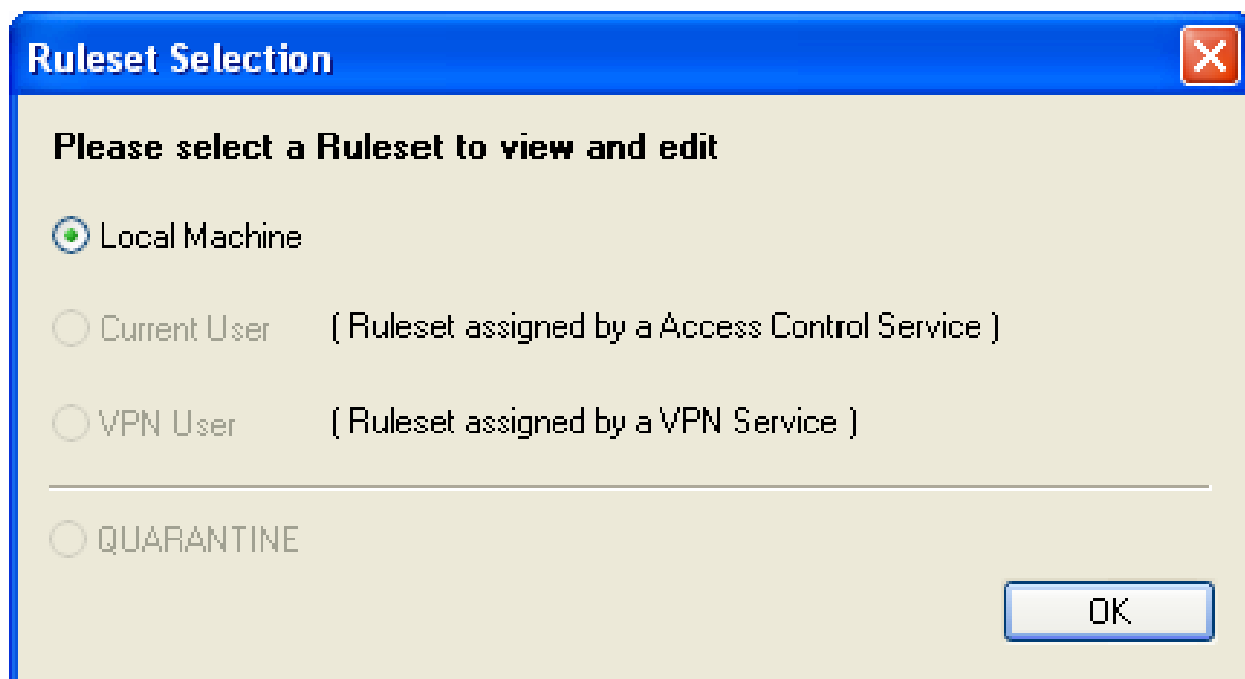 Ruleset Selection
Please select a Ruleset to view and edit
Local Machine
Current User ( Ruleset assigned by a Access Control Service )
VPN User ( Ruleset assigned by a VPN Service )
QUARANTINE
OK